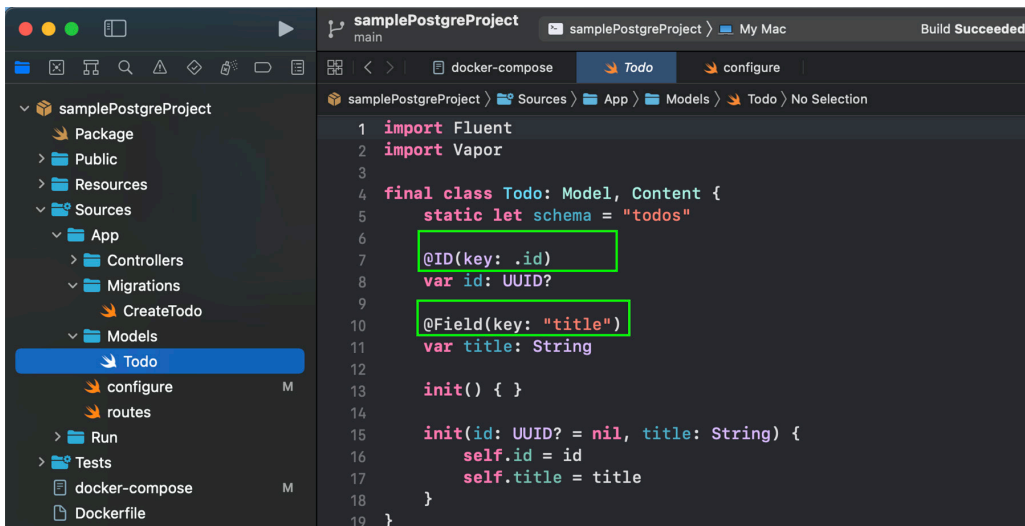 samplePostgreProject
main
samplePostgreProject 〉 My Mac
Build Succeeded
docker-compose
Todo
configure
samplePostgreProject 〉 Sources 〉 App 〉 Models 〉 Todo 〉 No Selection
samplePostgreProject
Package
Public
Resources
Sources
App
Controllers
Migrations
CreateTodo
Models
Todo
configure M
routes
Run
Tests
docker-compose M
Dockerfile
1 import Fluent
2 import Vapor
3
4 final class Todo: Model, Content {
5 static let schema = "todos"
6
7 @ID(key: .id)
8 var id: UUID?
9
10 @Field(key: "title")
11 var title: String
12
13 init() { }
14
15 init(id: UUID? = nil, title: String) {
16 self.id = id
17 self.title = title
18 }
19 }